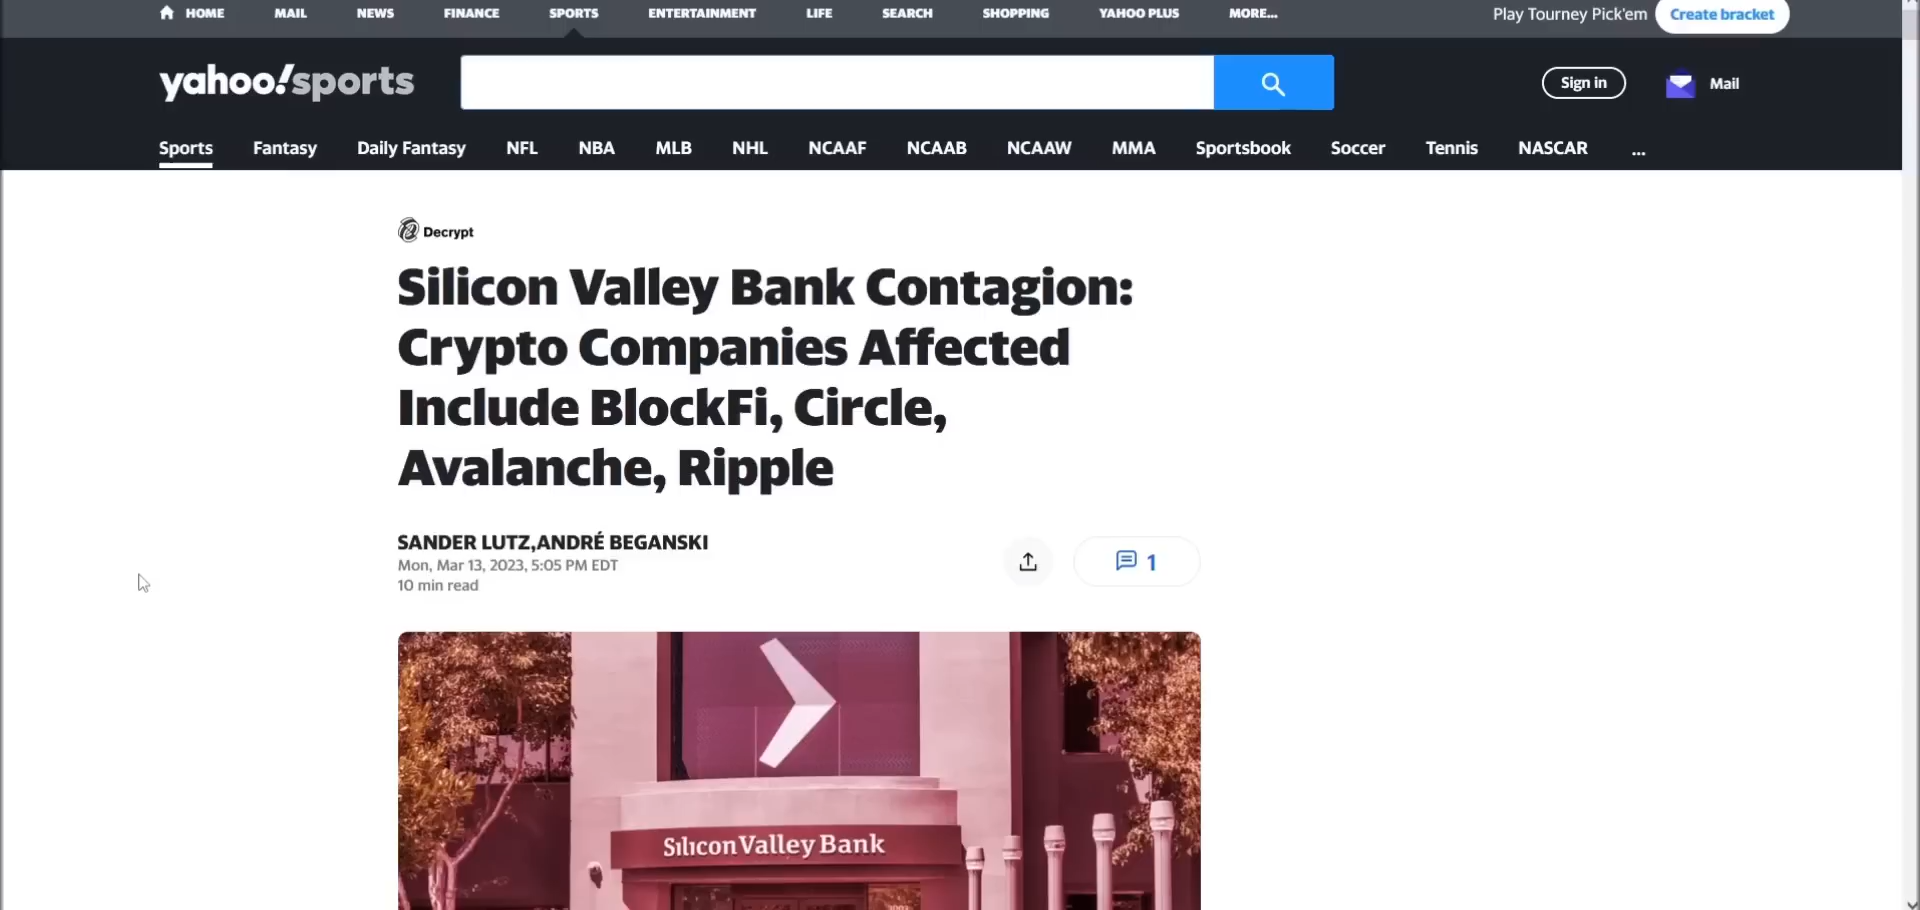 HOME MAIL NEWS FINANCE SPORTS ENTERTAINMENT LIFE SEARCH SHOPPING YAHOO PLUS MORE... Play Tourney Pick'em Create bracket
yahoo!sports Sign in Mail
Sports Fantasy Daily Fantasy NFL NBA MLB NHL NCAAF NCAAB NCAAW MMA Sportsbook Soccer Tennis NASCAR ...
Decrypt
Silicon Valley Bank Contagion:
Crypto Companies Affected
Include BlockFi, Circle,
Avalanche, Ripple
SANDER LUTZ,ANDRÉ BEGANSKI
Mon, Mar 13, 2023, 5:05 PM EDT
10 min read
1
Silicon Valley Bank